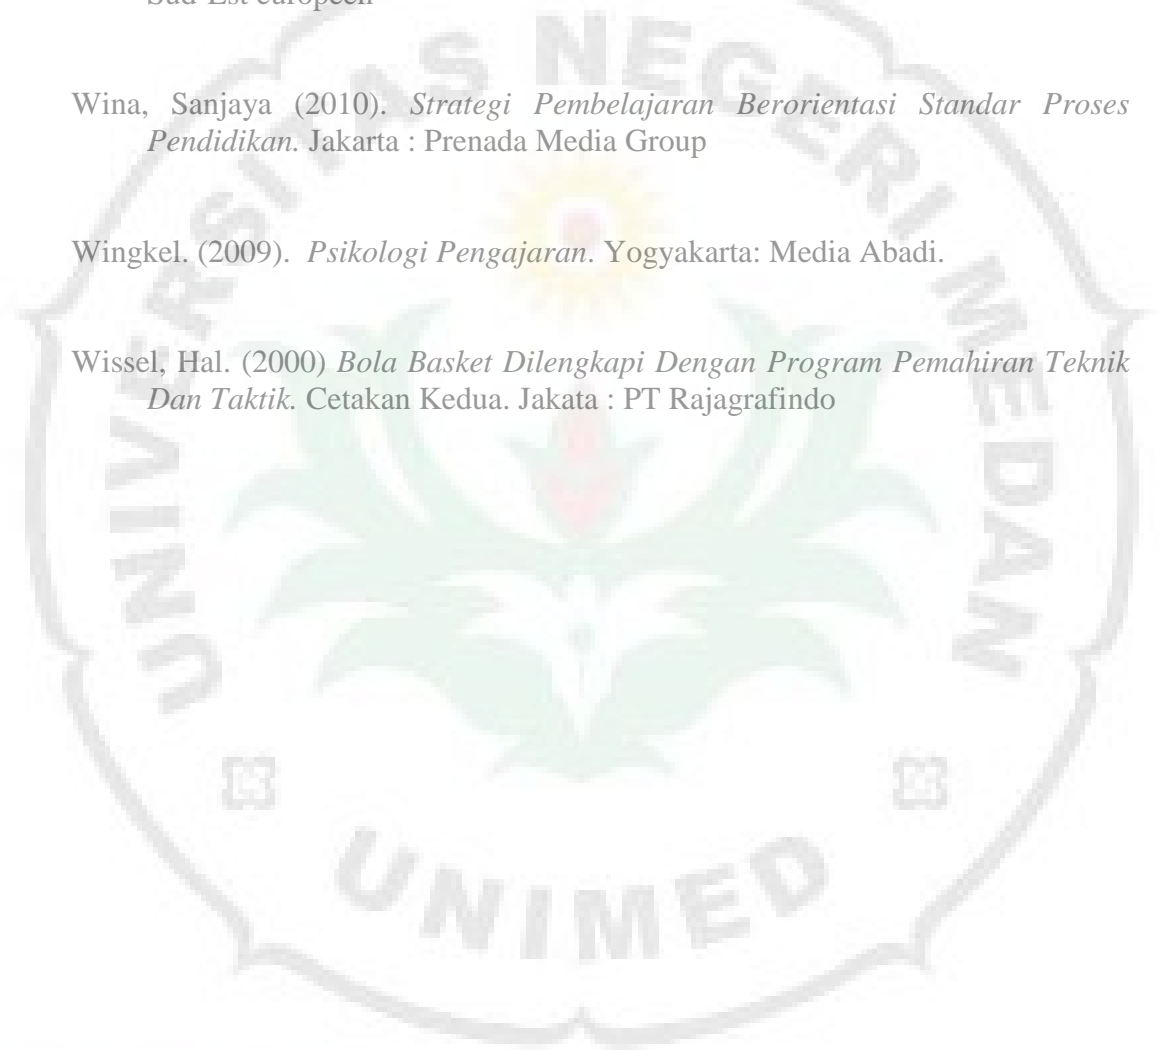 Sud-Est europeen
Wina, Sanjaya (2010). Strategi Pembelajaran Berorientasi Standar Proses
Pendidikan. Jakarta : Prenada Media Group
Wingkel. (2009). Psikologi Pengajaran. Yogyakarta: Media Abadi.
Wissel, Hal. (2000) Bola Basket Dilengkapi Dengan Program Pemahiran Teknik
Dan Taktik. Cetakan Kedua. Jakata : PT Rajagrafindo
UNIVERSITAS NEGERI MEDAN
UNIMED